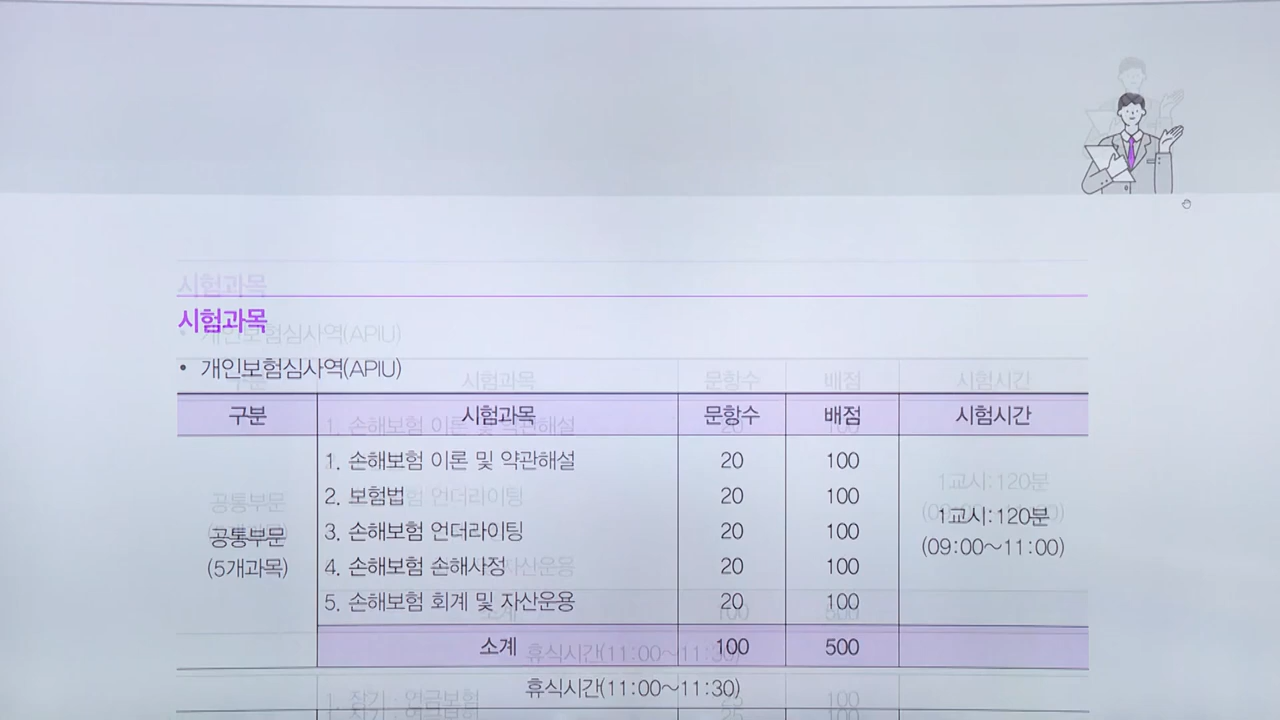 시험과목
• 개인보험심사역(APIU)
구분 시험과목 문항수 배점 시험시간
1. 손해보험 이론 및 약관해설 20 100
2. 보험법 20 100
3. 손해보험 언더라이팅 20 100
4. 손해보험 손해사정 20 100
5. 손해보험 회계 및 자산운용 20 100
공통부문
(5개과목)
1교시:120분
(09:00~11:00)
소계 100 500
휴식시간(11:00~11:30)